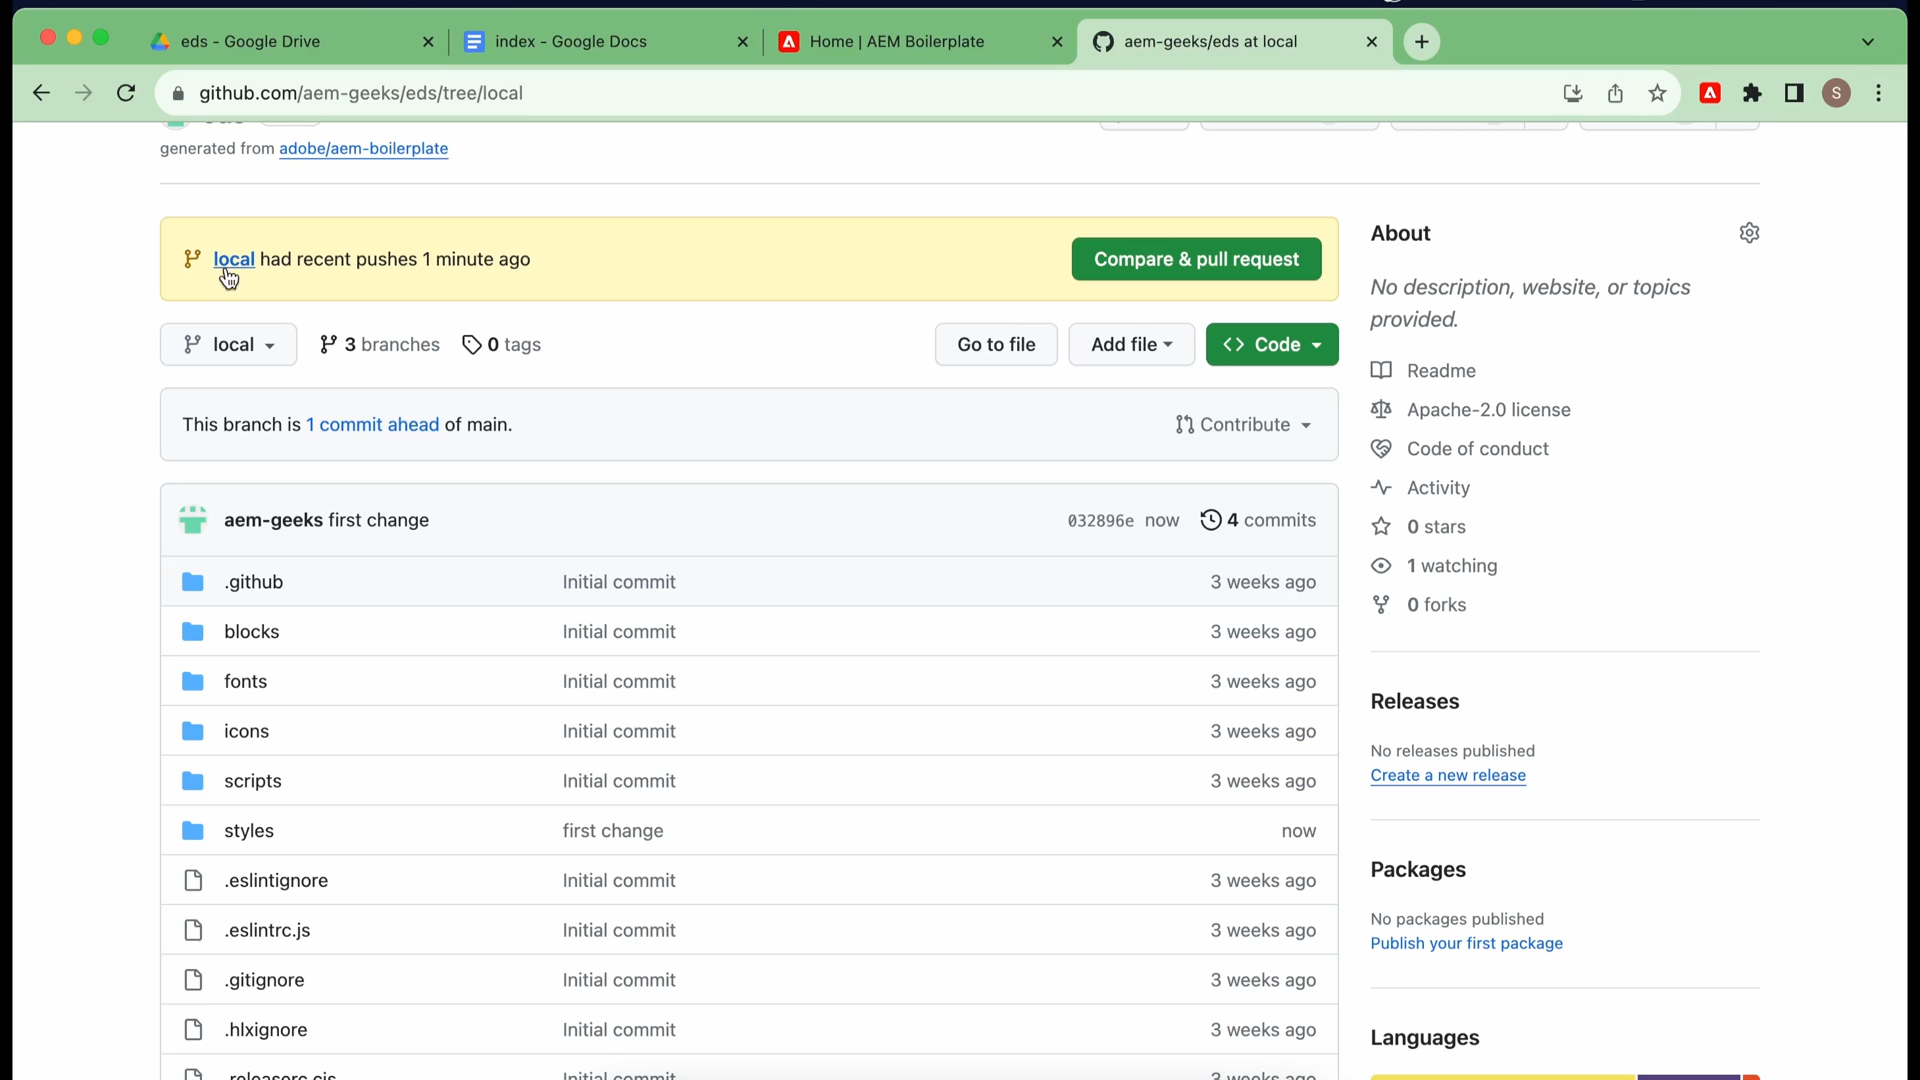 eds - Google Drive
index - Google Docs
Home | AEM Boilerplate
aem-geeks/eds at local
github.com/aem-geeks/eds/tree/local
S
generated from adobe/aem-boilerplate
local had recent pushes 1 minute ago
Compare & pull request
local
3 branches
0 tags
Go to file
Add file
Code
This branch is 1 commit ahead of main.
Contribute
aem-geeks first change
032896e now
4 commits
.github Initial commit 3 weeks ago
blocks Initial commit 3 weeks ago
fonts Initial commit 3 weeks ago
icons Initial commit 3 weeks ago
scripts Initial commit 3 weeks ago
styles first change now
.eslintignore Initial commit 3 weeks ago
.eslintrc.js Initial commit 3 weeks ago
.gitignore Initial commit 3 weeks ago
.hlxignore Initial commit 3 weeks ago
.releaserc.cjs Initial commit 3 weeks ago
About
No description, website, or topics
provided.
Readme
Apache-2.0 license
Code of conduct
Activity
0 stars
1 watching
0 forks
Releases
No releases published
Create a new release
Packages
No packages published
Publish your first package
Languages